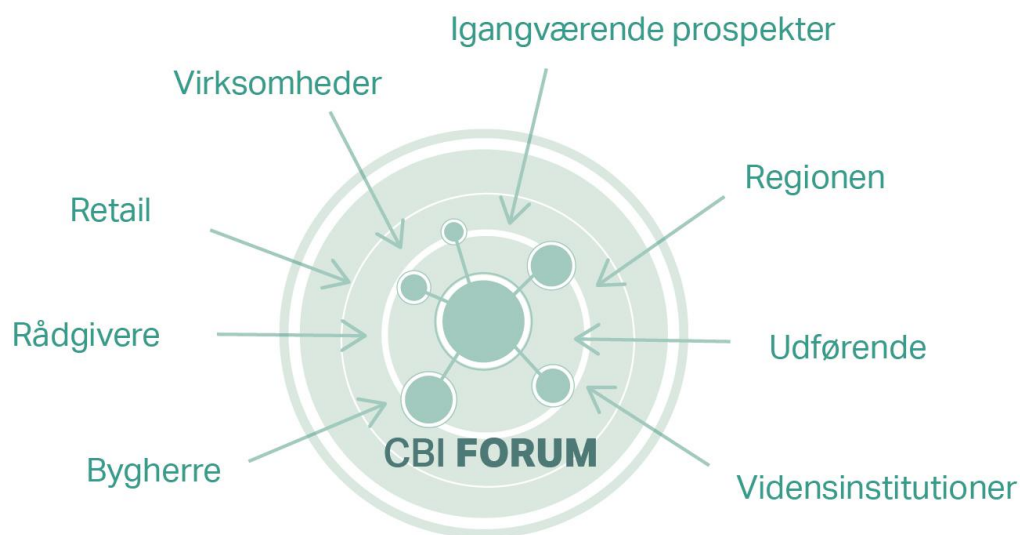 Igangværende prospekter
Virksomheder
Regionen
Retail
Rådgivere
Udførende
CBI FORUM
Bygherre
Vidensinstitutioner